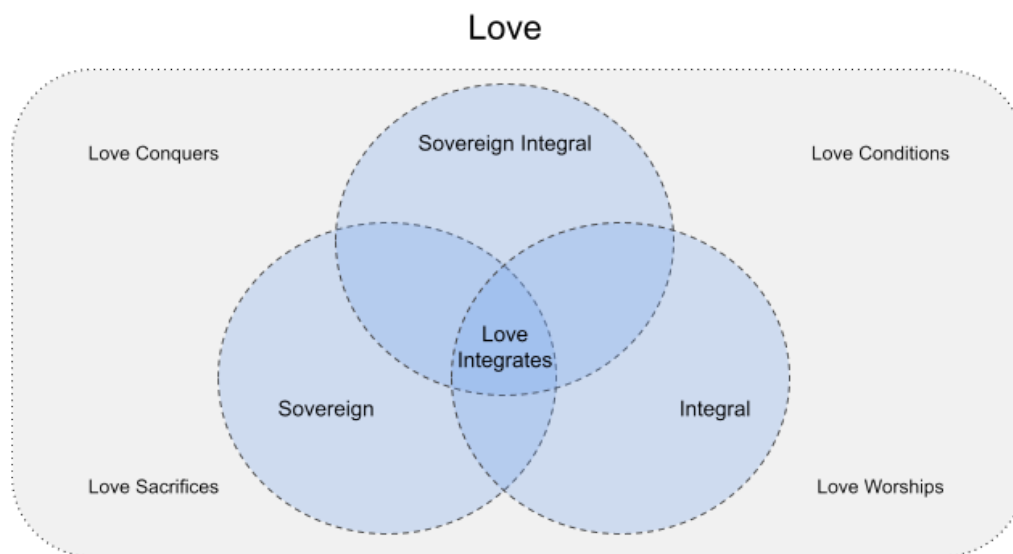 Love
Sovereign Integral
Love Conquers
Love Conditions
Love
Integrates
Sovereign
Integral
Love Sacrifices
Love Worships